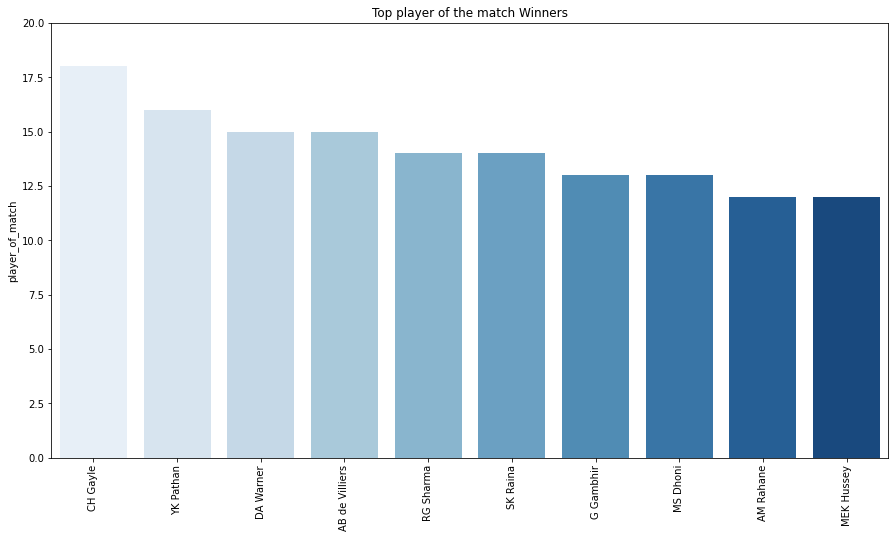 Top player of the match Winners
20.0
17.5
15.0
12.5
10.0
7.5
5.0
2.5
0.0
player_of_match
CH Gayle
YK Pathan
DA Warner
AB de Villiers
RG Sharma
SK Raina
G Gambhir
MS Dhoni
AM Rahane
MEK Hussey